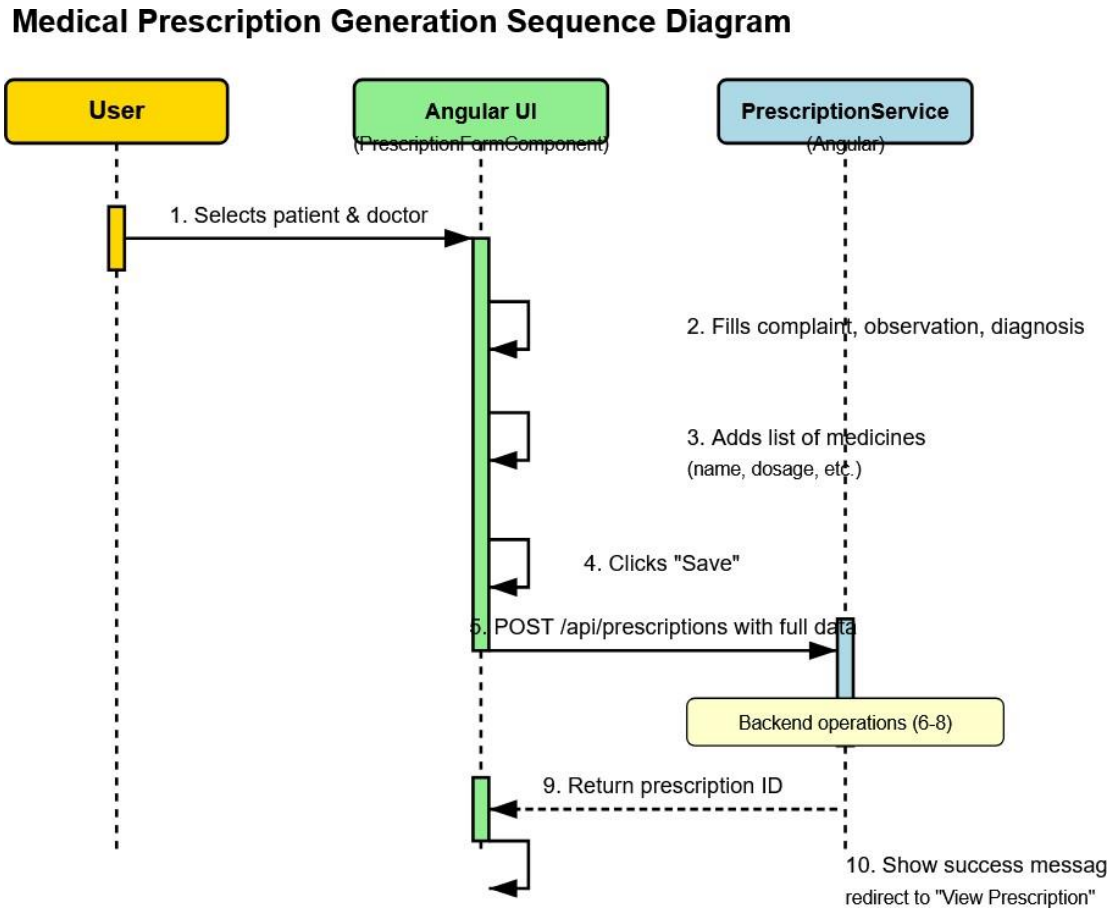 Medical Prescription Generation Sequence Diagram
User
Angular UI
(PrescriptionFormComponent)
PrescriptionService
(Angular)
1. Selects patient & doctor
2. Fills complaint, observation, diagnosis
3. Adds list of medicines
(name, dosage, etc.)
4. Clicks "Save"
5. POST /api/prescriptions with full data
Backend operations (6-8)
9. Return prescription ID
10. Show success messag
redirect to "View Prescription"